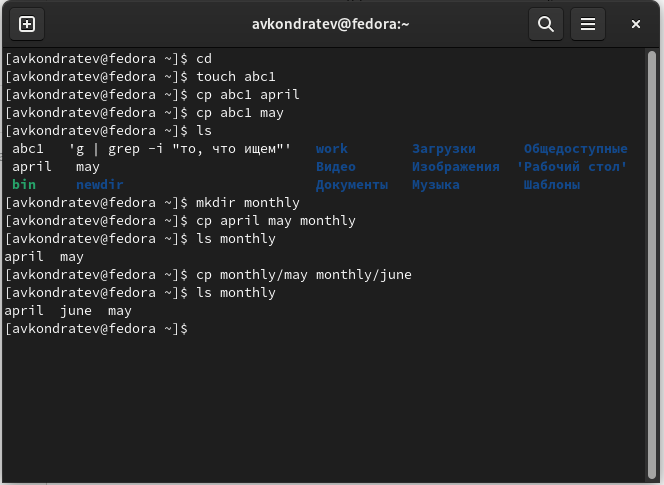 avkondratev@fedora:~
[avkondratev@fedora ~]$ cd
[avkondratev@fedora ~]$ touch abc1
[avkondratev@fedora ~]$ cp abc1 april
[avkondratev@fedora ~]$ cp abc1 may
[avkondratev@fedora ~]$ ls
abc1 'g | grep -i "то, что ищем"' work Загрузки Общедоступные
april may Видео Изображения 'Рабочий стол'
bin newdir Документы Музыка Шаблоны
[avkondratev@fedora ~]$ mkdir monthly
[avkondratev@fedora ~]$ cp april may monthly
[avkondratev@fedora ~]$ ls monthly
april may
[avkondratev@fedora ~]$ cp monthly/may monthly/june
[avkondratev@fedora ~]$ ls monthly
april june may
[avkondratev@fedora ~]$